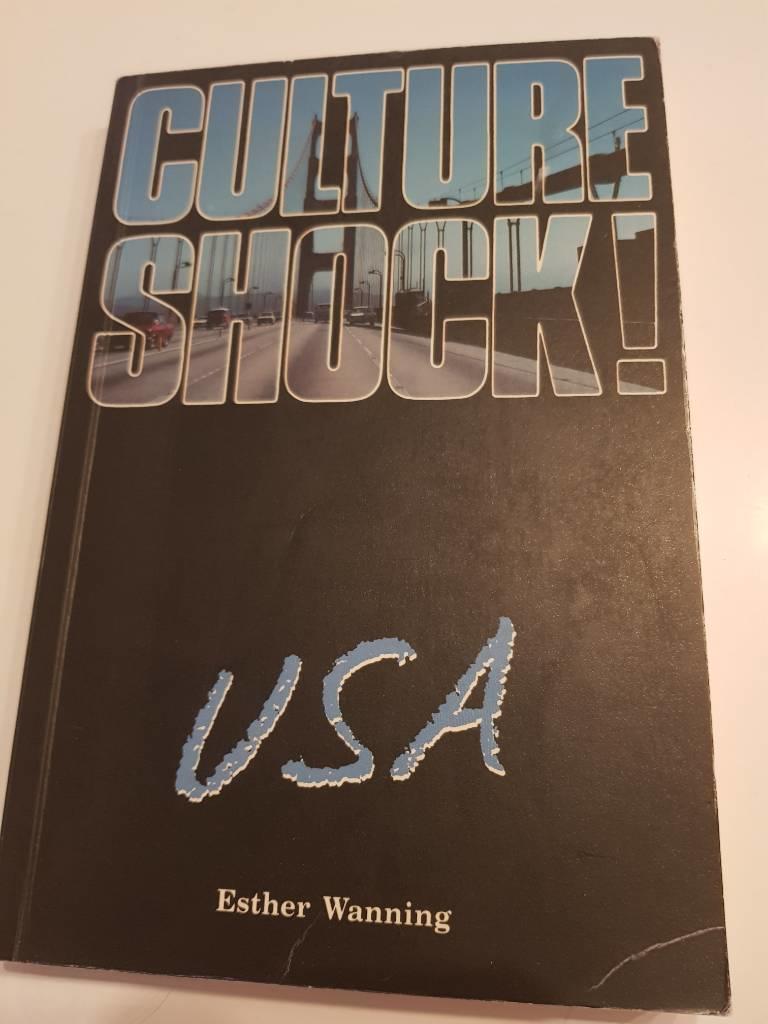 CULTURE
SHOCK!
USA
Esther Wanning